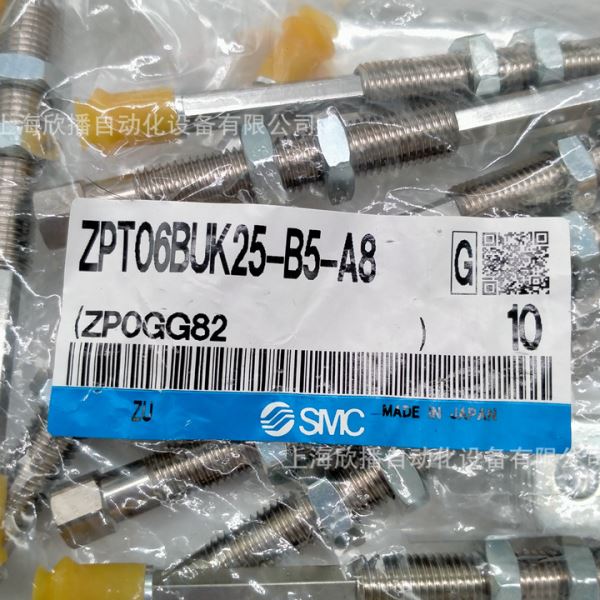 上海欣播自动化设备有限公司
ZPT06BUK25-B5-A8
G
(ZP0GG82 )
10
ZU
SMC
MADE IN JAPAN
上海欣播自动化设备有限公司